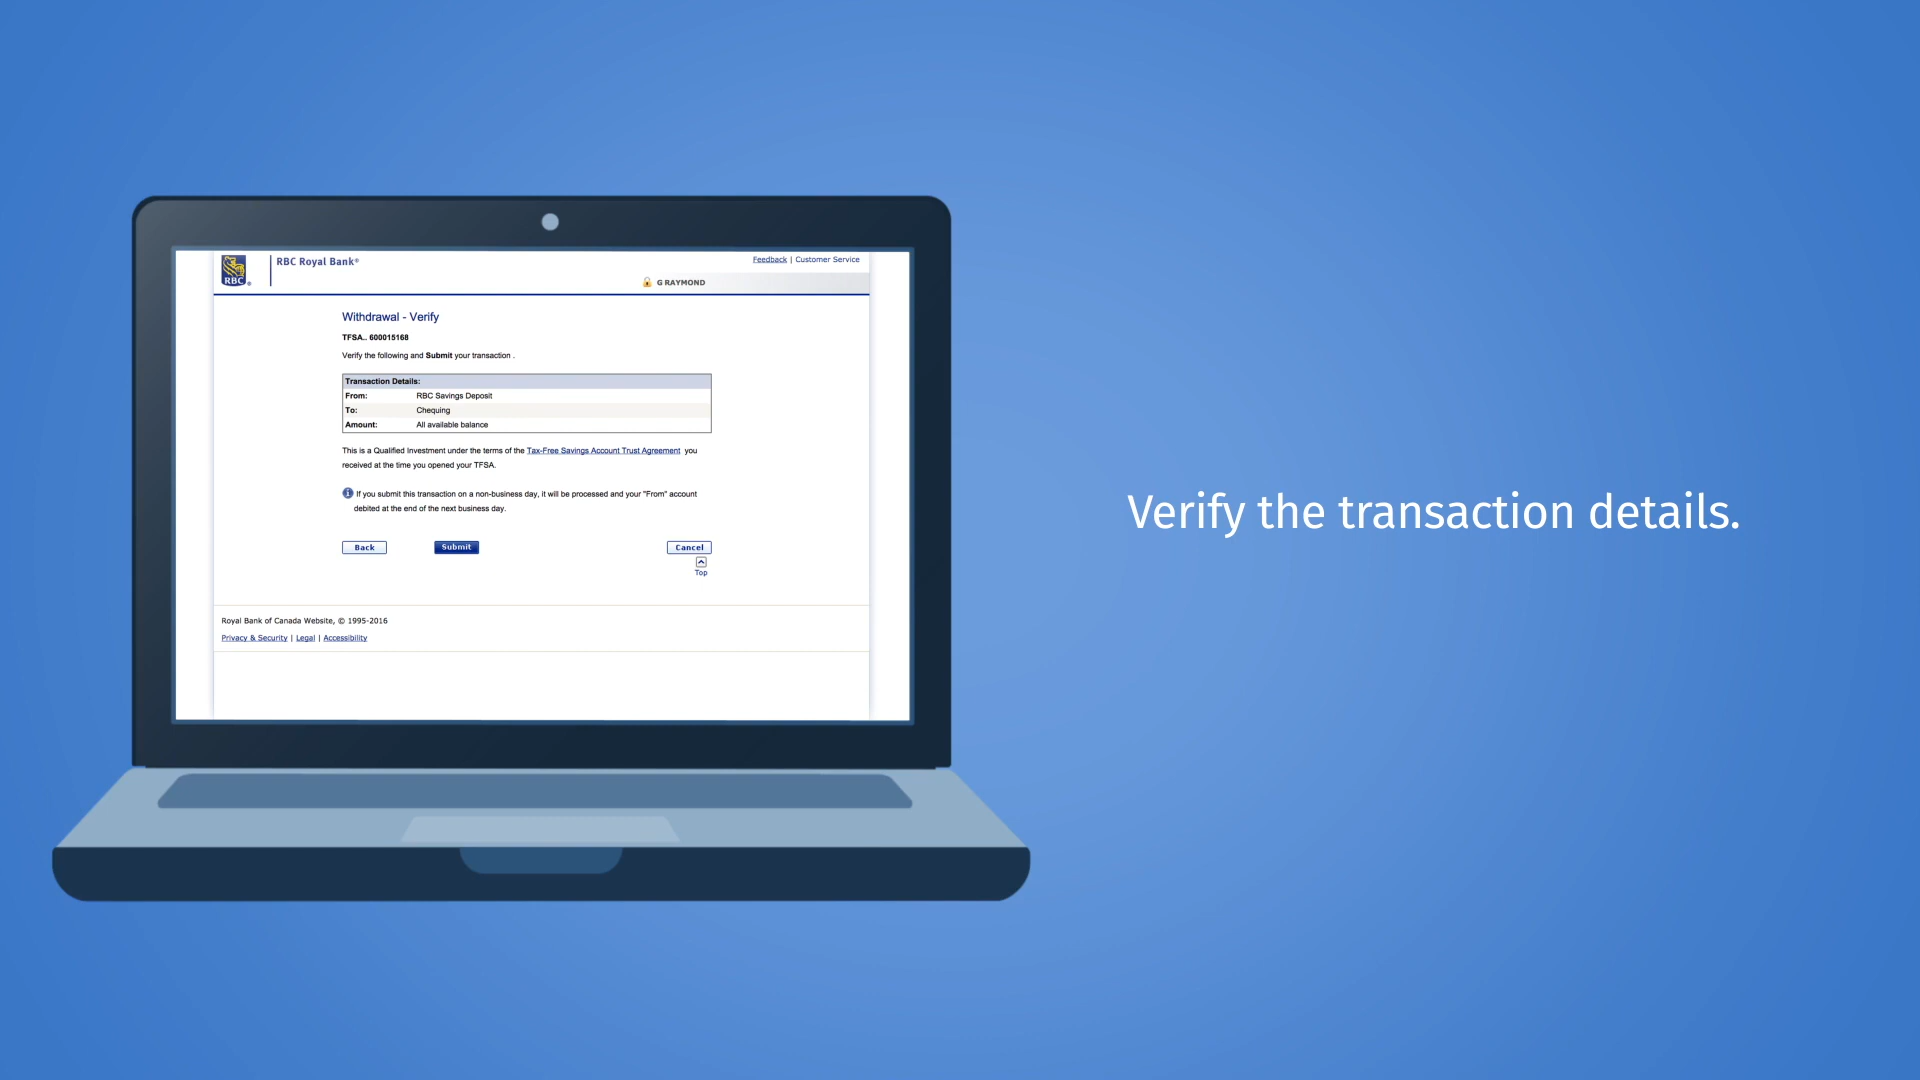 RBC
RBC Royal Bank®
Feedback | Customer Service
G RAYMOND
Withdrawal - Verify
TFSA.. 600015168
Verify the following and Submit your transaction .
Transaction Details:
From: RBC Savings Deposit
To: Chequing
Amount: All available balance
This is a Qualified Investment under the terms of the Tax-Free Savings Account Trust Agreement you
received at the time you opened your TFSA.
If you submit this transaction on a non-business day, it will be processed and your "From" account
debited at the end of the next business day.
Back Submit Cancel
Top
Royal Bank of Canada Website, © 1995-2016
Privacy & Security | Legal | Accessibility
Verify the transaction details.